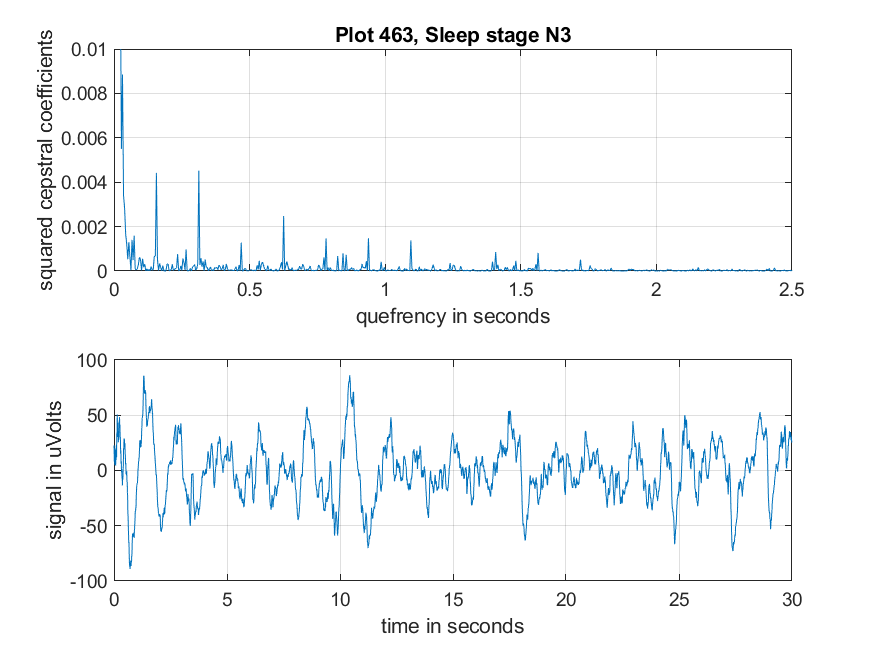 Plot 463, Sleep stage N3
squared cepstral coefficients
0.01
0.008
0.006
0.004
0.002
0
0 0.5 1 1.5 2 2.5
quefrency in seconds
signal in uVolts
100
50
0
-50
-100
0 5 10 15 20 25 30
time in seconds